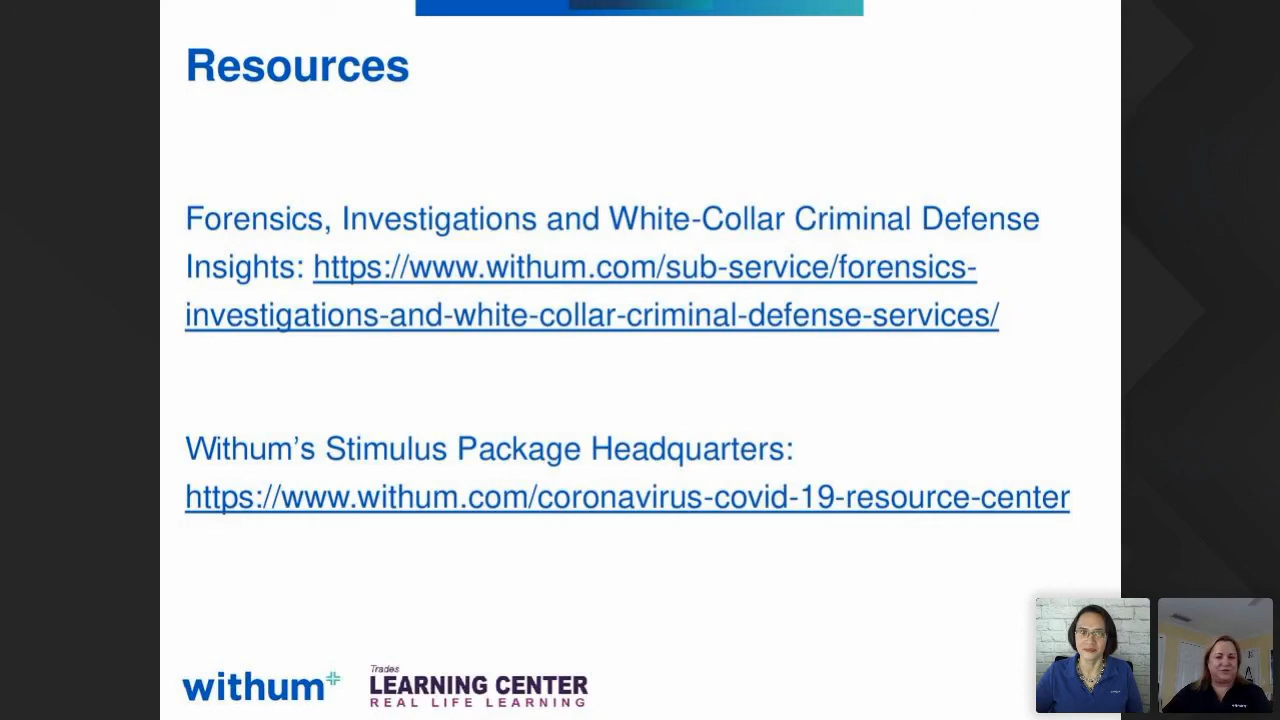 Resources
Forensics, Investigations and White-Collar Criminal Defense
Insights: https://www.withum.com/sub-service/forensics-
investigations-and-white-collar-criminal-defense-services/
Withum’s Stimulus Package Headquarters:
https://www.withum.com/coronavirus-covid-19-resource-center
withum
Trades
LEARNING CENTER
REAL LIFE LEARNING